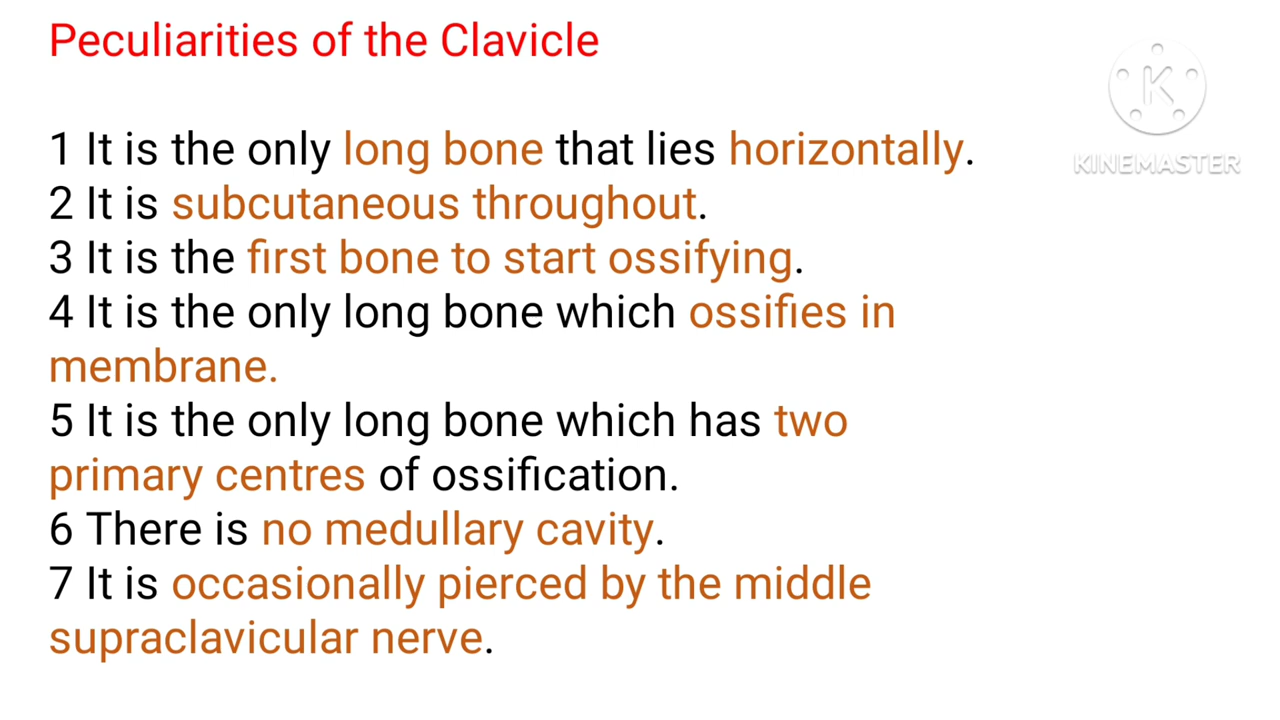 Peculiarities of the Clavicle
K
KINEMASTER
1 It is the only long bone that lies horizontally.
2 It is subcutaneous throughout.
3 It is the first bone to start ossifying.
4 It is the only long bone which ossifies in
membrane.
5 It is the only long bone which has two
primary centres of ossification.
6 There is no medullary cavity.
7 It is occasionally pierced by the middle
supraclavicular nerve.